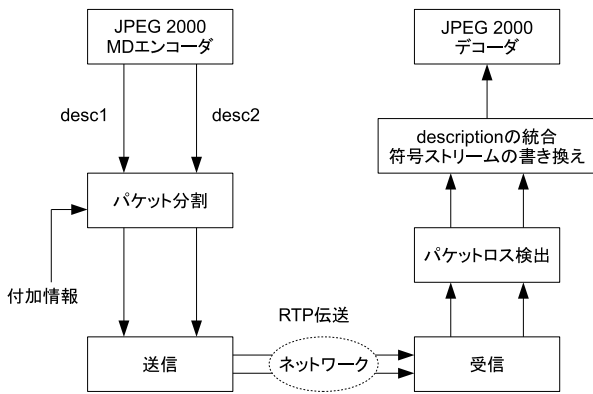 JPEG 2000
MDエンコーダ
desc1
desc2
パケット分割
付加情報
送信
RTP伝送
ネットワーク
受信
パケットロス検出
descriptionの統合
符号ストリームの書き換え
JPEG 2000
デコーダ